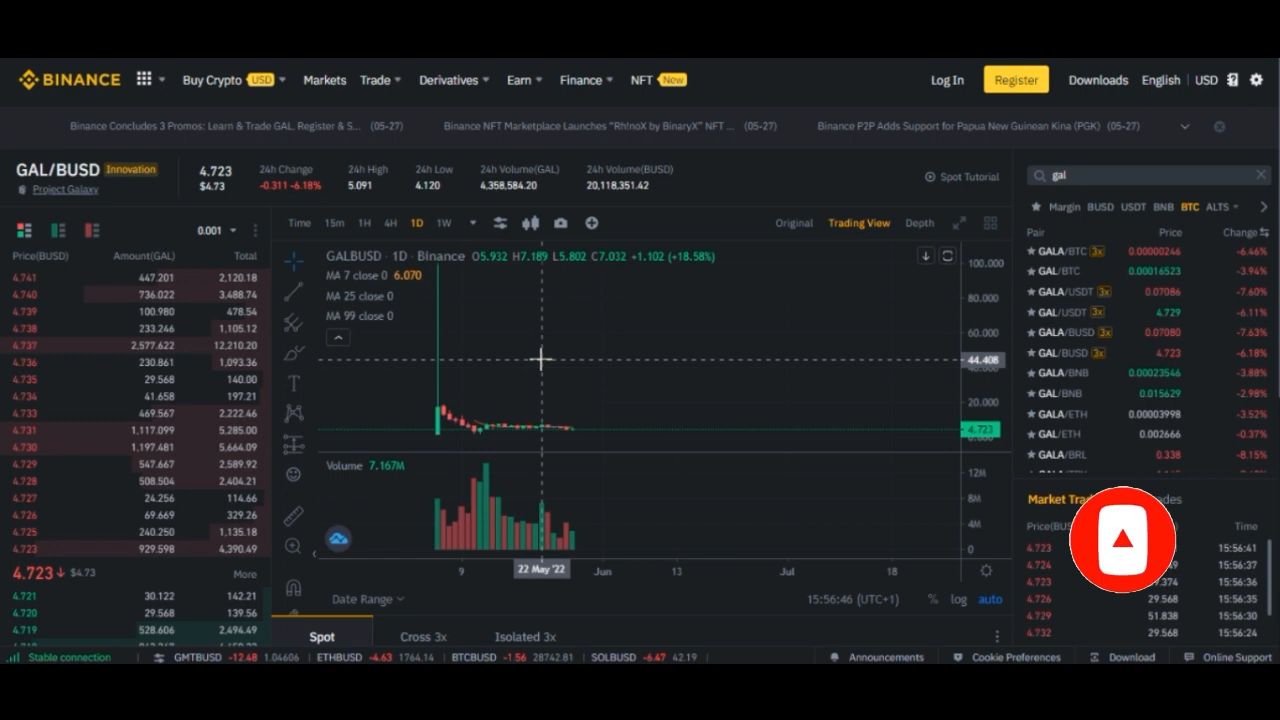 BINANCE Buy Crypto USD Markets Trade Derivatives Earn Finance NFT New Log In Register Downloads English USD
Binance Concludes 3 Promos: Learn & Trade GAL, Register & S... (05-27) Binance NFT Marketplace Launches "Rh!noX by BinaryX" NFT ... (05-27) Binance P2P Adds Support for Papua New Guinean Kina (PGK) (05-27)
GAL/BUSD Innovation
Project Galaxy
4.723
$4.73
24h Change
-0.311 -6.18%
24h High
5.091
24h Low
4.120
24h Volume(GAL)
4,358,584.20
24h Volume(BUSD)
20,118,351.42
Spot Tutorial
0.001
Price(BUSD) Amount(GAL) Total
4.741 447.201 2,120.18
4.740 736.022 3,488.74
4.739 100.980 478.54
4.738 233.246 1,105.12
4.737 2,577.622 12,210.20
4.736 230.861 1,093.36
4.735 29.568 140.00
4.734 41.658 197.21
4.733 469.567 2,222.46
4.731 1,117.099 5,285.00
4.730 1,197.481 5,664.09
4.729 547.667 2,589.92
4.728 508.504 2,404.21
4.727 24.256 114.66
4.726 69.669 329.26
4.725 240.250 1,135.18
4.723 929.598 4,390.49
4.723 $4.73 More
4.721 30.122 142.21
4.720 29.568 139.56
4.719 528.606 2,494.49
Time 15m 1H 4H 1D 1W Original Trading View Depth
GALBUSD · 1D · Binance O5.932 H7.189 L5.802 C7.032 +1.102 (+18.58%)
MA 7 close 0 6.070
MA 25 close 0
MA 99 close 0
100.000
80.000
60.000
44.408
20.000
4.723
Volume 7.167M
12M
8M
4M
0
9 22 May '22 Jun 13 Jul 18
Date Range 15:56:46 (UTC+1) % log auto
Spot Cross 3x Isolated 3x
gal
Margin BUSD USDT BNB BTC ALTS
Pair Price Change
GALA/BTC 3x 0.00000246 -6.46%
GAL/BTC 0.00016523 -3.94%
GALA/USDT 3x 0.07086 -7.60%
GAL/USDT 3x 4.729 -6.11%
GALA/BUSD 3x 0.07080 -7.63%
GAL/BUSD 3x 4.723 -6.18%
GALA/BNB 0.00023546 -3.88%
GAL/BNB 0.015629 -2.98%
GALA/ETH 0.00003998 -3.52%
GAL/ETH 0.002666 -0.37%
GALA/BRL 0.338 -8.15%
Market
Time
4.723 15:56:41
4.724 15:56:37
4.723 15:56:36
4.726 29.568 15:56:35
4.729 51.838 15:56:30
4.732 29.568 15:56:24
Stable connection GMTBUSD -12.48 1.04606 ETHBUSD -4.63 1764.14 BTCBUSD -1.56 28742.81 SOLBUSD -6.47 42.19 Announcements Cookie Preferences Download Online Support